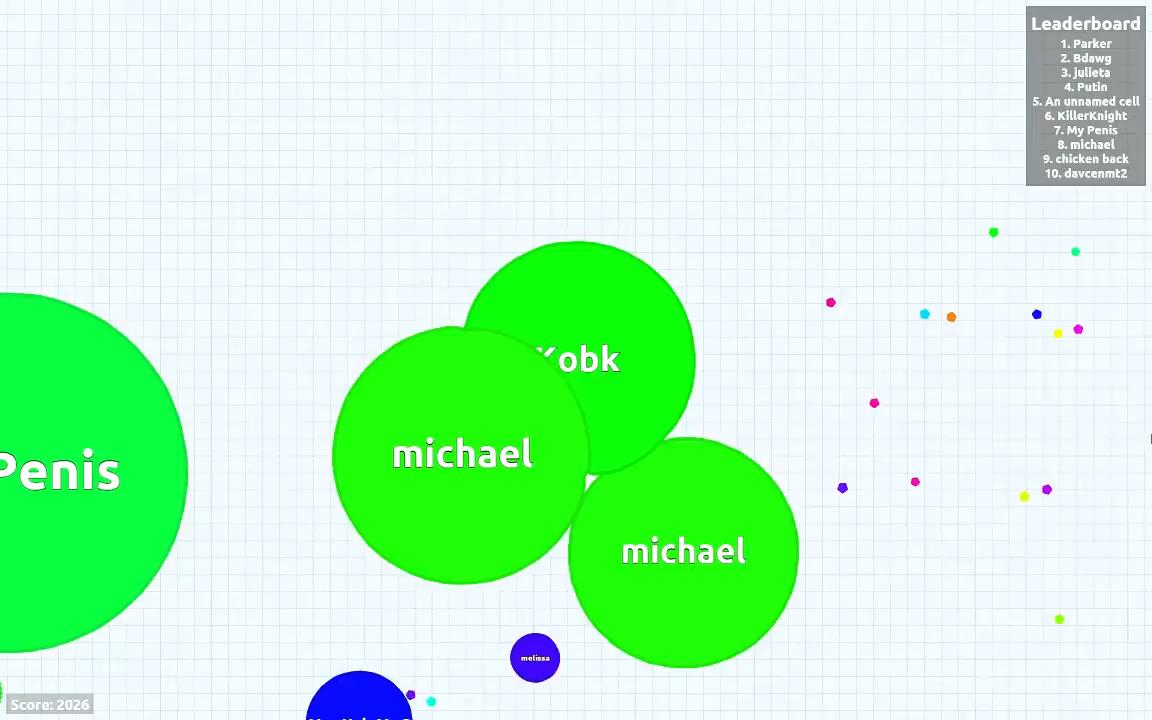 Leaderboard
1. Parker
2. Bdawg
3. julieta
4. Putin
5. An unnamed cell
6. KillerKnight
7. My Penis
8. michael
9. chicken back
10. davcenmt2
Kobk
michael
Penis
michael
melissa
Score: 2026